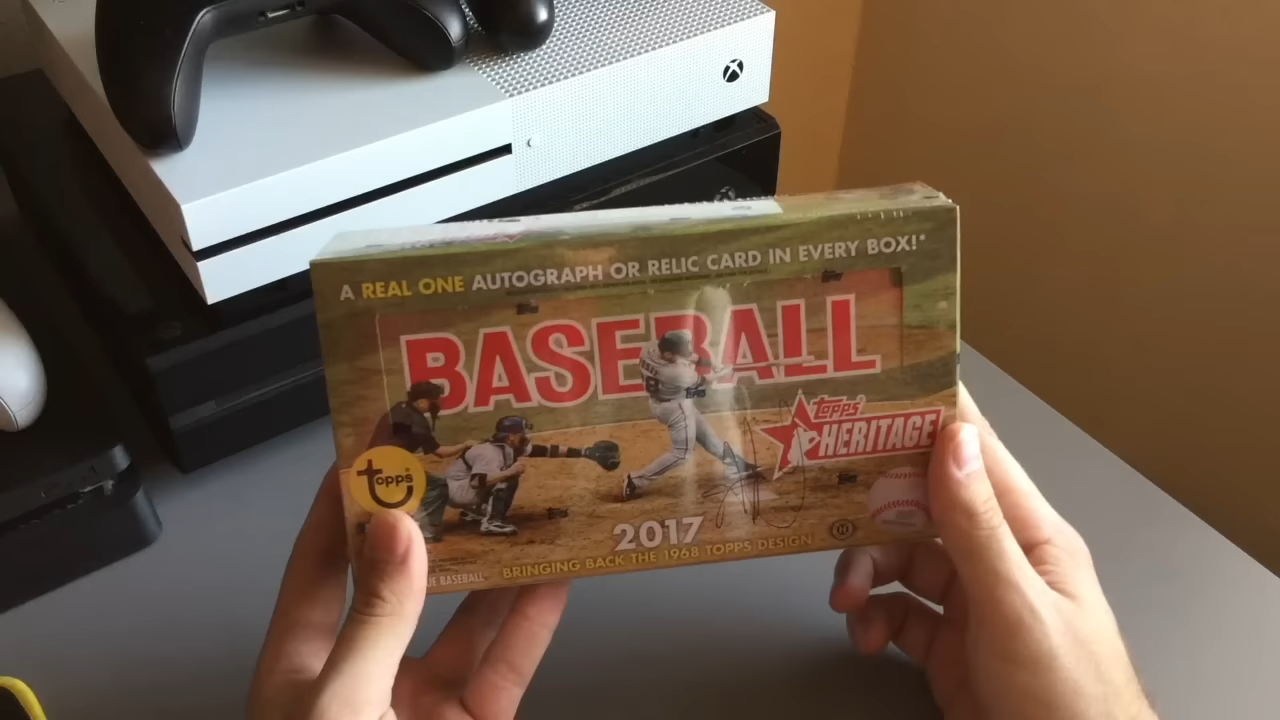 A REAL ONE AUTOGRAPH OR RELIC CARD IN EVERY BOX!*
BASEBALL
Topps
HERITAGE
topps
2017
BRINGING BACK THE 1968 TOPPS DESIGN
BASEBALL